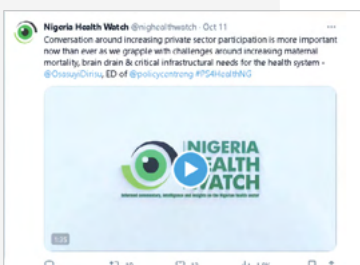 Nigeria Health Watch @nighealthwatch · Oct 11
Conversation around increasing private sector participation is more important
now than ever as we grapple with challenges around increasing maternal
mortality, brain drain & critical infrastructural needs for the health system -
@OsasuyiDirisu, ED of @policycentreng #PS4HealthNG
NIGERIA
HEALTH
WATCH
1:25